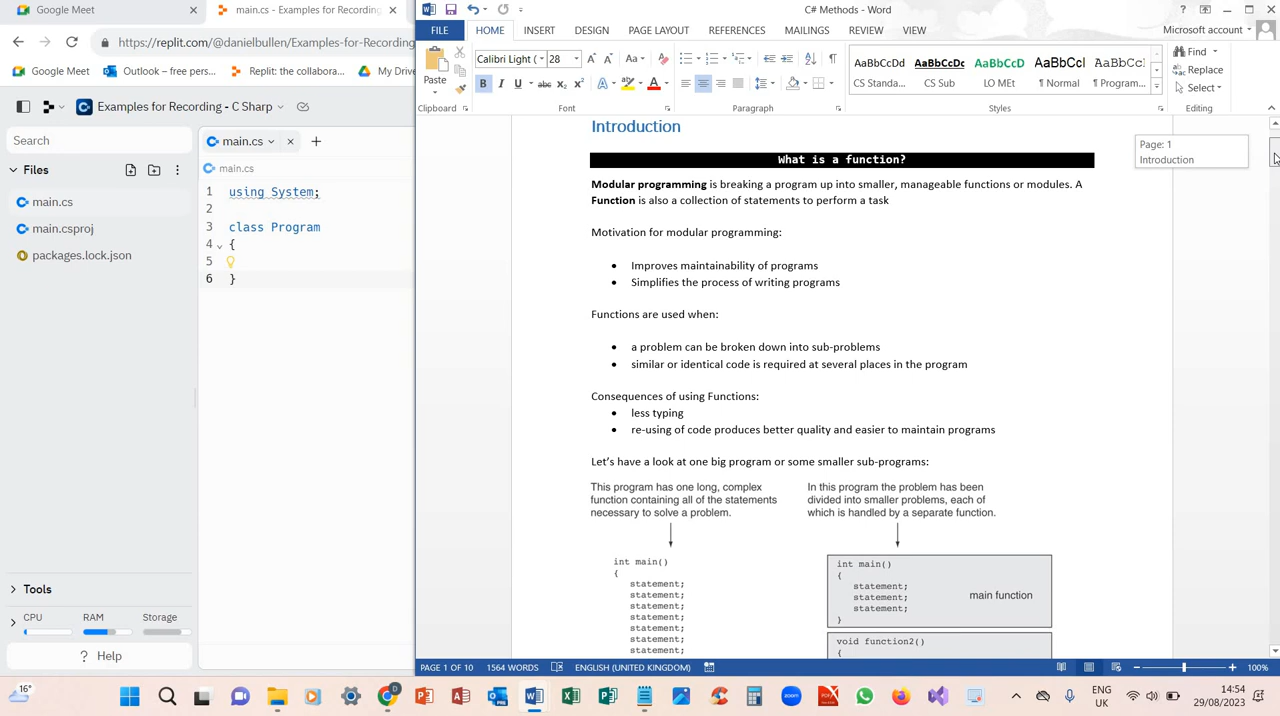 Google Meet
main.cs - Examples for Recording
C# Methods - Word
https://replit.com/@danielbullen/Examples-for-Recording
Google Meet
Outlook – free pers...
Replit: the collabora...
My Drive
Examples for Recording - C Sharp
Search
Files
main.cs
main.csproj
packages.lock.json
Tools
CPU
RAM
Storage
? Help
main.cs
main.cs
1 using System;
2
3 class Program
4 {
5
6 }
FILE
HOME
INSERT
DESIGN
PAGE LAYOUT
REFERENCES
MAILINGS
REVIEW
VIEW
Microsoft account
Paste
Calibri Light (
28
Aa
B I U abc X₂ X²
Clipboard
Font
Paragraph
AaBbCcDd
CS Standa...
AaBbCcDc
CS Sub
AaBbCcDd
LO MEt
AaBbCcI
¶ Normal
AaBbCcI
¶ Program...
Styles
Find
Replace
Select
Editing
Introduction
Page: 1
Introduction
What is a function?
Modular programming is breaking a program up into smaller, manageable functions or modules. A
Function is also a collection of statements to perform a task
Motivation for modular programming:
• Improves maintainability of programs
• Simplifies the process of writing programs
Functions are used when:
• a problem can be broken down into sub-problems
• similar or identical code is required at several places in the program
Consequences of using Functions:
• less typing
• re-using of code produces better quality and easier to maintain programs
Let's have a look at one big program or some smaller sub-programs:
This program has one long, complex
function containing all of the statements
necessary to solve a problem.
int main()
{
statement;
statement;
statement;
statement;
statement;
statement;
statement;
In this program the problem has been
divided into smaller problems, each of
which is handled by a separate function.
int main()
{
statement;
statement;
statement;
}
main function
void function2()
{
PAGE 1 OF 10
1564 WORDS
ENGLISH (UNITED KINGDOM)
100%
16°
ENG
UK
14:54
29/08/2023